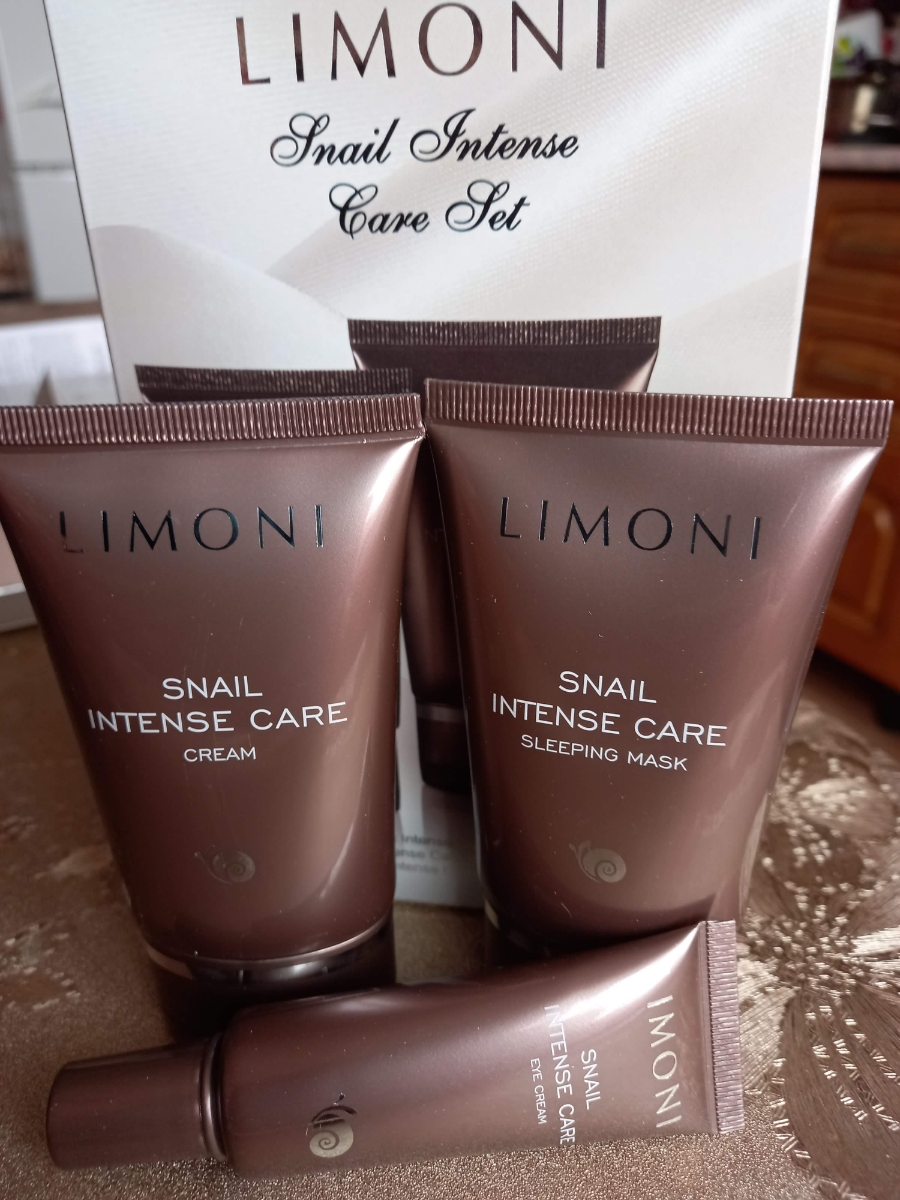 LIMONI
Snail Intense
Care Set
LIMONI
SNAIL
INTENSE CARE
CREAM
LIMONI
SNAIL
INTENSE CARE
SLEEPING MASK
IMONI
SNAIL
INTENSE CARE
EYE CREAM